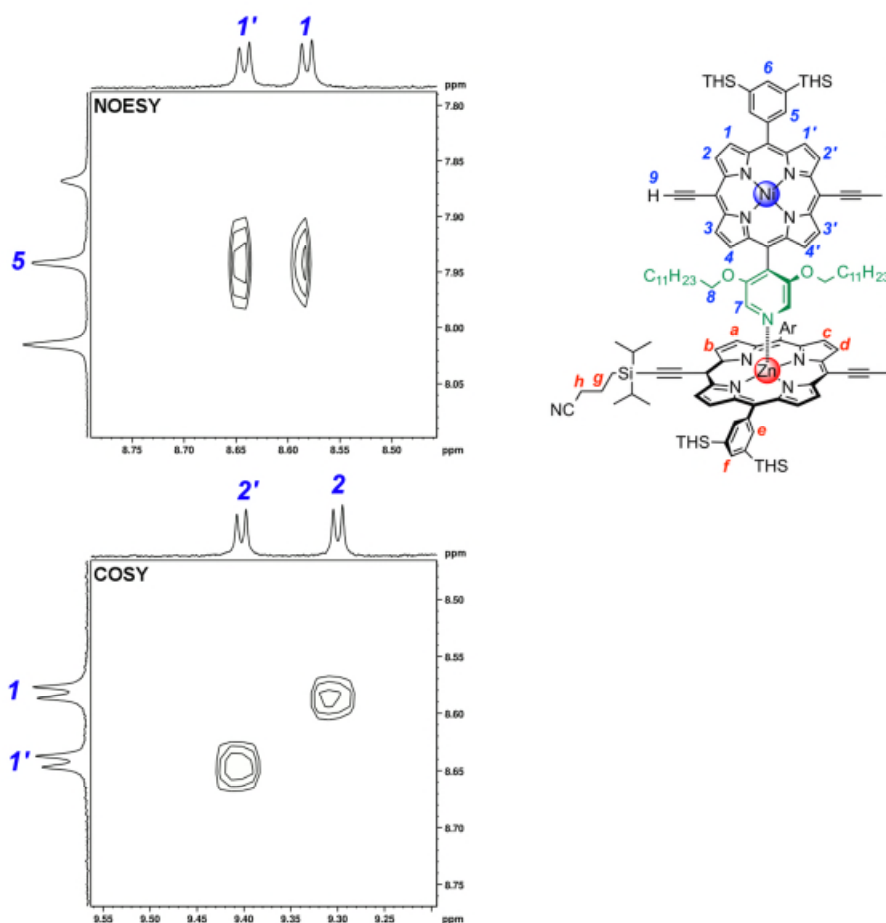 1' 1
ppm
NOESY
7.80
7.85
7.90
5
7.95
8.00
8.05
8.75 8.70 8.65 8.60 8.55 8.50 ppm
2' 2
ppm
COSY
8.50
1
8.55
8.60
1'
8.65
8.70
8.75
9.55 9.50 9.45 9.40 9.35 9.30 9.25 ppm
6
THS THS
5
1 1'
2 2'
N N
9
H Ni
N N
3 3'
4 4'
C11H23 O O C11H23
8
7
N
a Ar c
b d
N N
Si Zn
h g
N N
NC
e
THS
f THS